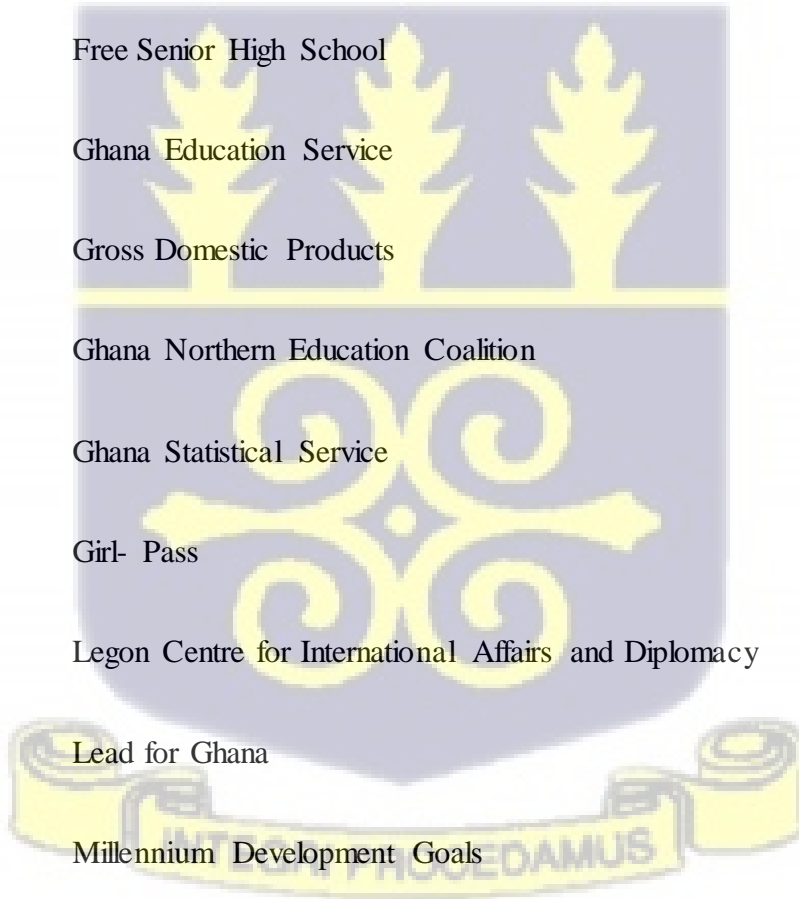 Free Senior High School
Ghana Education Service
Gross Domestic Products
Ghana Northern Education Coalition
Ghana Statistical Service
Girl- Pass
Legon Centre for International Affairs and Diplomacy
Lead for Ghana
Millennium Development Goals
INTEGRI PROCEDAMUS